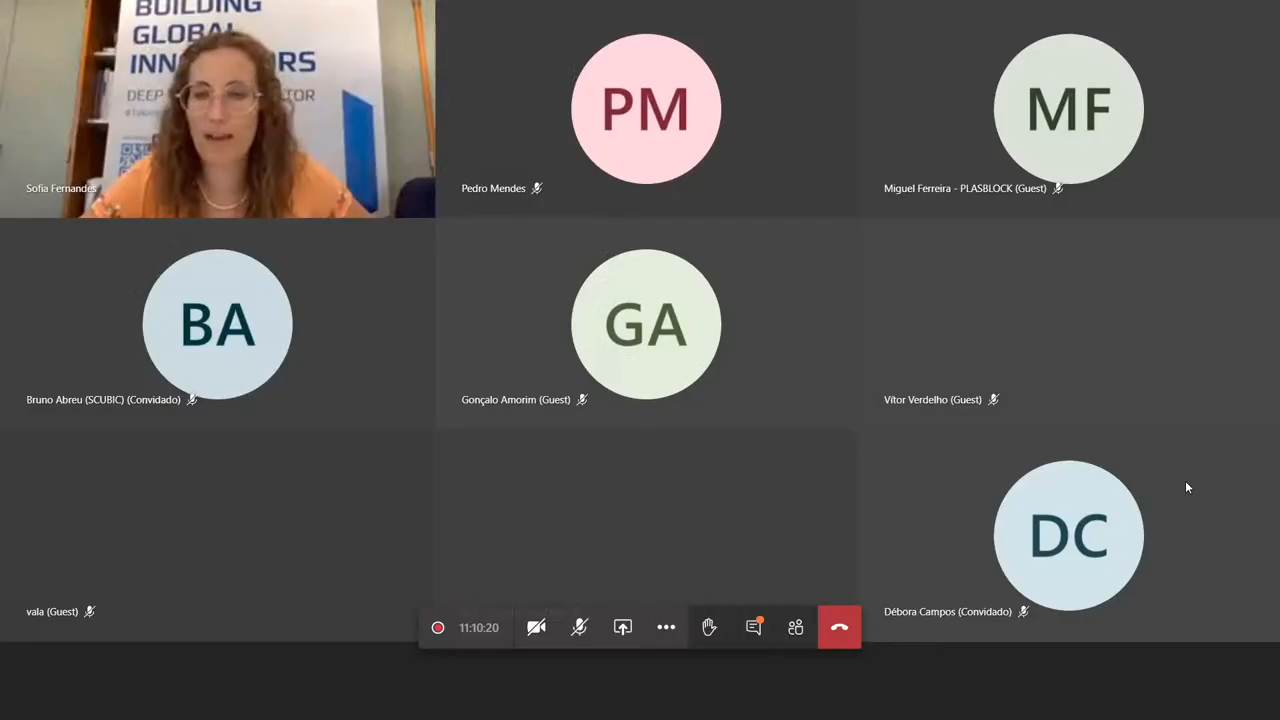 BUILDING
GLOBAL
INN
ORS
DEEP
TOR
Sofia Fernandes
PM
Pedro Mendes
MF
Miguel Ferreira - PLASBLOCK (Guest)
BA
Bruno Abreu (SCUBIC) (Convidado)
GA
Gonçalo Amorim (Guest)
Vítor Verdelho (Guest)
vala (Guest)
DC
Débora Campos (Convidado)
11:10:20